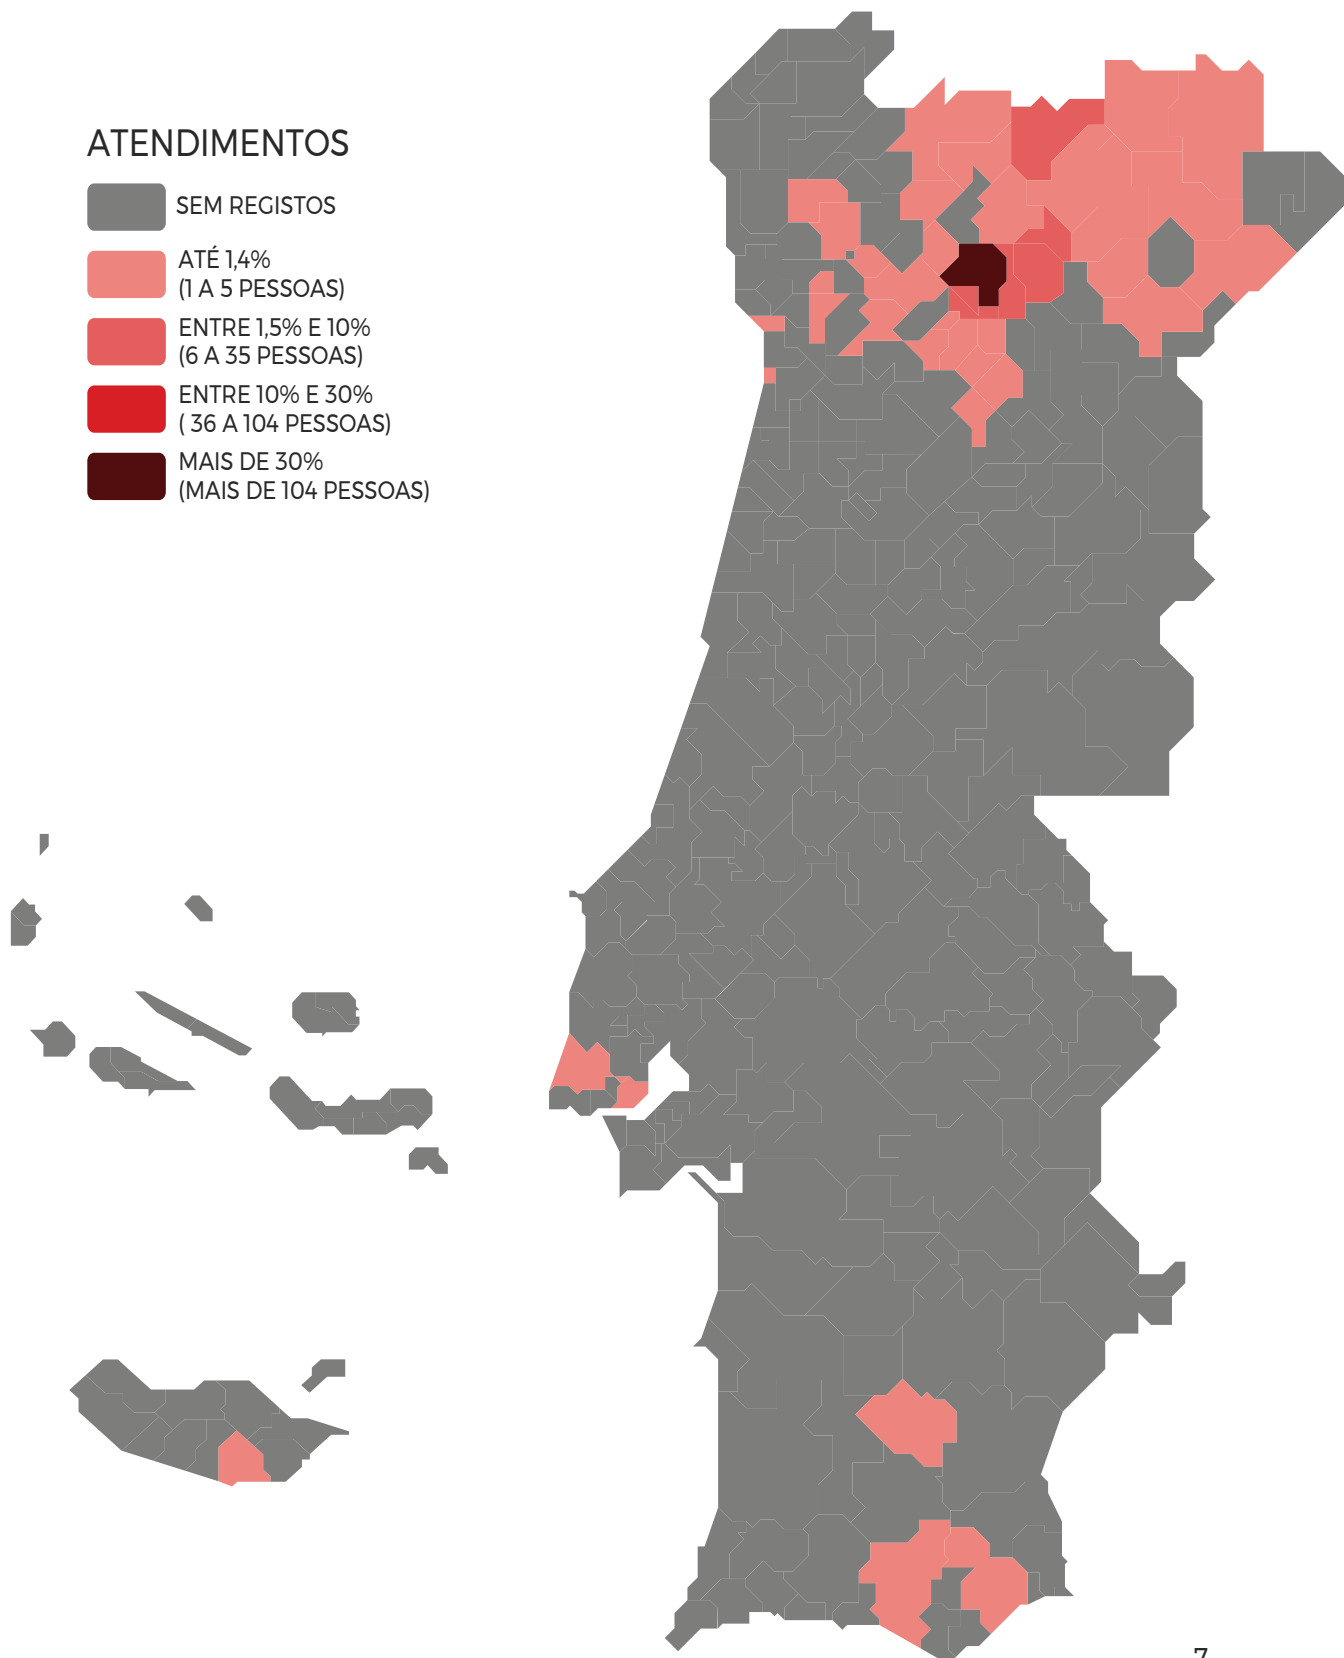 ATENDIMENTOS
SEM REGISTOS
ATÉ 1,4%
(1 A 5 PESSOAS)
ENTRE 1,5% E 10%
(6 A 35 PESSOAS)
ENTRE 10% E 30%
( 36 A 104 PESSOAS)
MAIS DE 30%
(MAIS DE 104 PESSOAS)
7